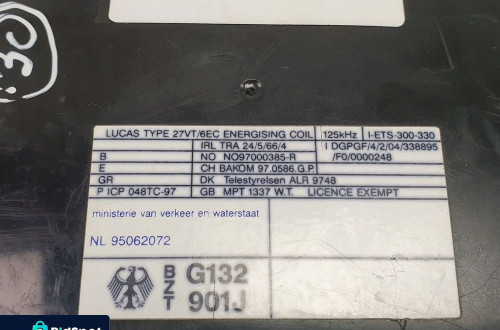 :30
LUCAS TYPE 27VT/6EC ENERGISING COIL 125kHz I-ETS-300-330
IRL TRA 24/5/66/4 I DGPGF/4/2/04/338895
B NO NO97000385-R /F0/0000248
E CH BAKOM 97.0586.G.P.
GR DK Telestyrelsen ALR 9748
P ICP 048TC-97 GB MPT 1337 W.T. LICENCE EXEMPT
ministerie van verkeer en waterstaat
NL 95062072
BZT G132
901J
BidSpot